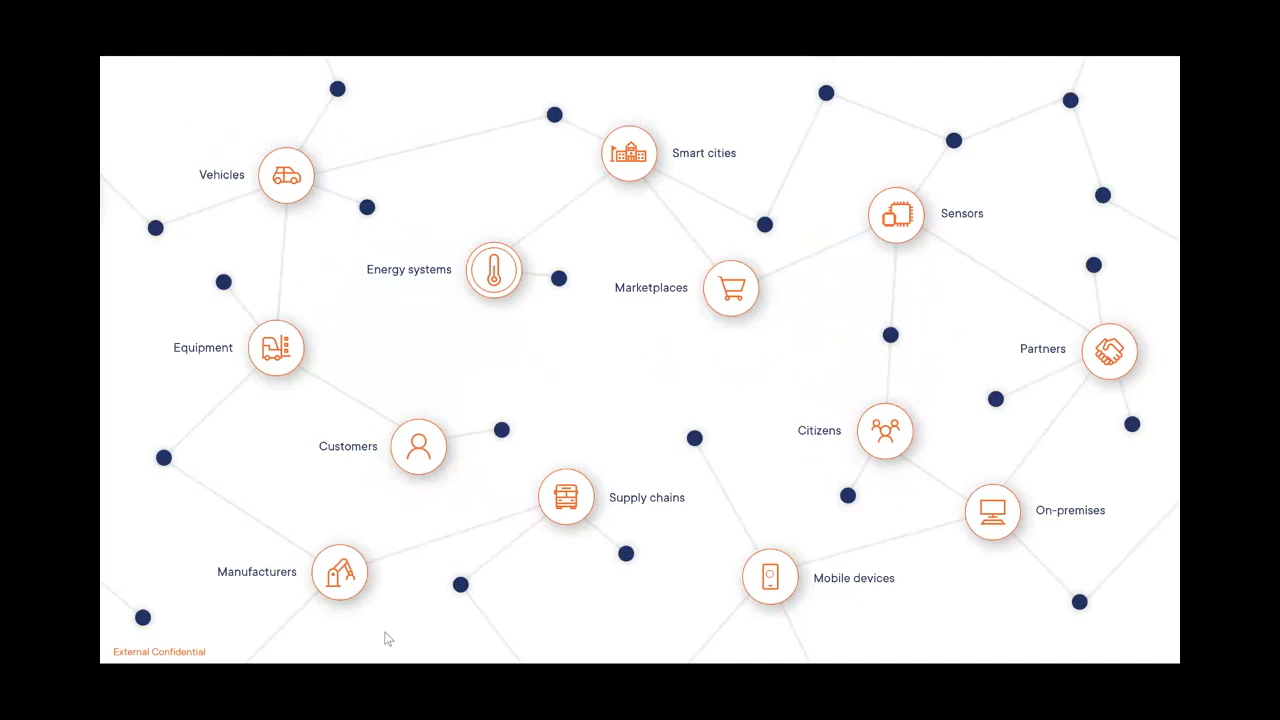 Smart cities
Vehicles
Sensors
Energy systems
Marketplaces
Equipment
Partners
Citizens
Customers
Supply chains
On-premises
Manufacturers
Mobile devices
External Confidential